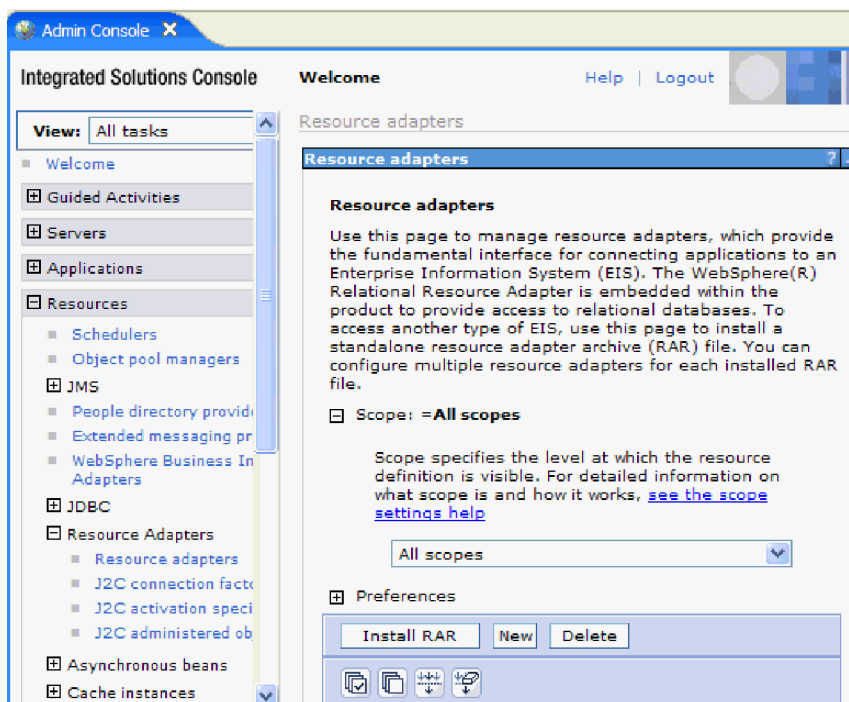 Admin Console
Integrated Solutions Console
Welcome
Help | Logout
View: All tasks
Welcome
Guided Activities
Servers
Applications
Resources
Schedulers
Object pool managers
JMS
People directory provid
Extended messaging pr
WebSphere Business In
Adapters
JDBC
Resource Adapters
Resource adapters
J2C connection facto
J2C activation speci
J2C administered ob
Asynchronous beans
Cache instances
Resource adapters
Resource adapters
?
Resource adapters
Use this page to manage resource adapters, which provide
the fundamental interface for connecting applications to an
Enterprise Information System (EIS). The WebSphere(R)
Relational Resource Adapter is embedded within the
product to provide access to relational databases. To
access another type of EIS, use this page to install a
standalone resource adapter archive (RAR) file. You can
configure multiple resource adapters for each installed RAR
file.
Scope: =All scopes
Scope specifies the level at which the resource
definition is visible. For detailed information on
what scope is and how it works, see the scope
settings help
All scopes
Preferences
Install RAR
New
Delete